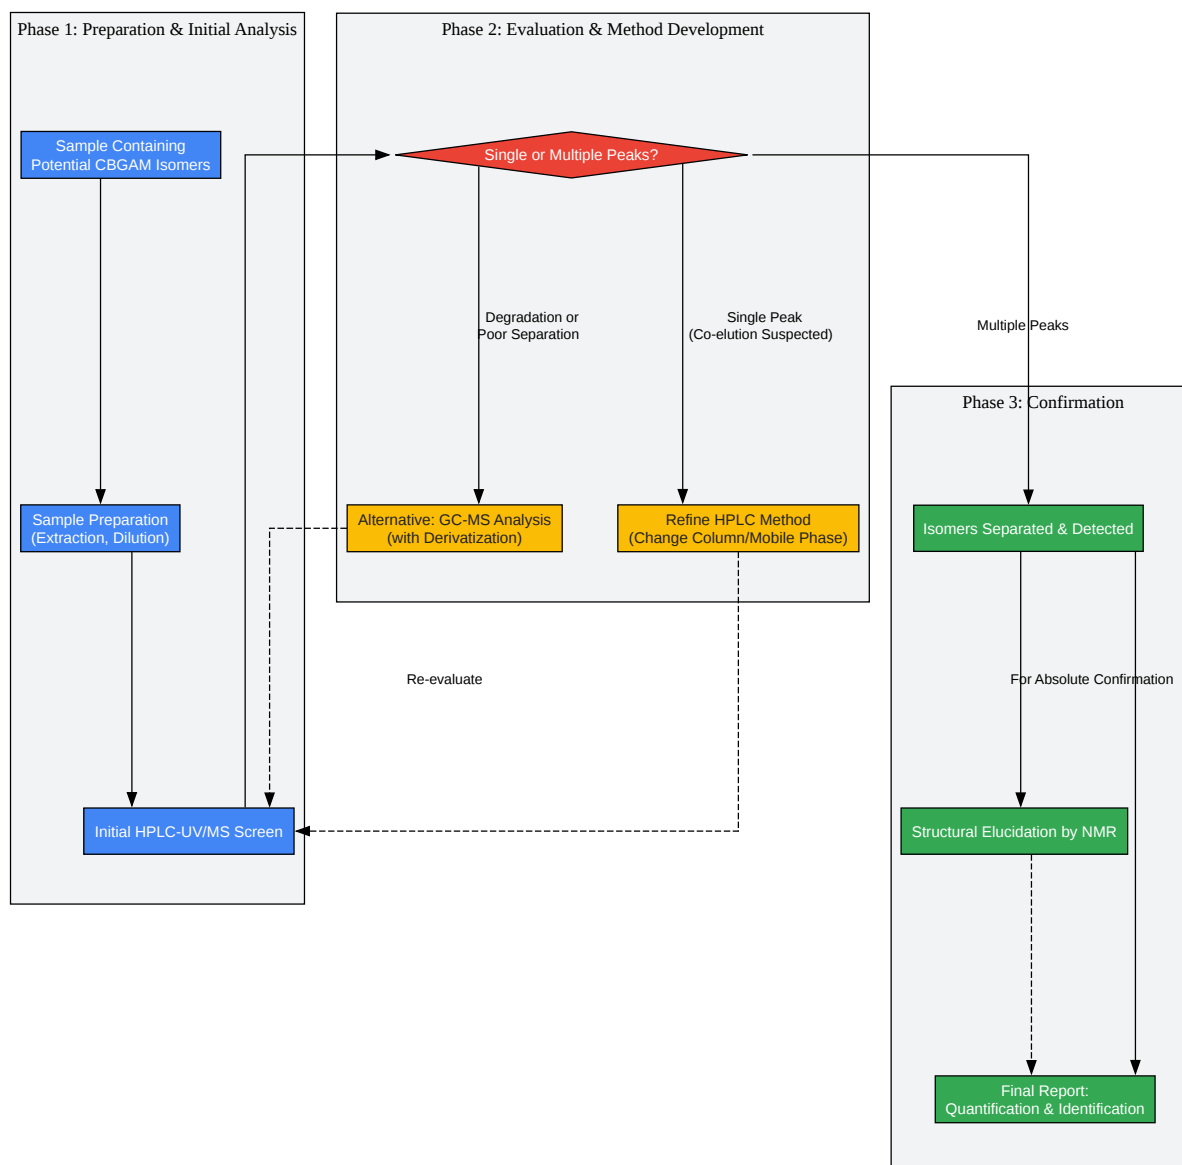 Phase 1: Preparation & Initial Analysis
Phase 2: Evaluation & Method Development
Sample Containing
Potential CBGAM Isomers
Single or Multiple Peaks?
Degradation or
Poor Separation
Single Peak
(Co-elution Suspected)
Multiple Peaks
Phase 3: Confirmation
Sample Preparation
(Extraction, Dilution)
Alternative: GC-MS Analysis
(with Derivatization)
Refine HPLC Method
(Change Column/Mobile Phase)
Isomers Separated & Detected
Re-evaluate
For Absolute Confirmation
Initial HPLC-UV/MS Screen
Structural Elucidation by NMR
Final Report:
Quantification & Identification